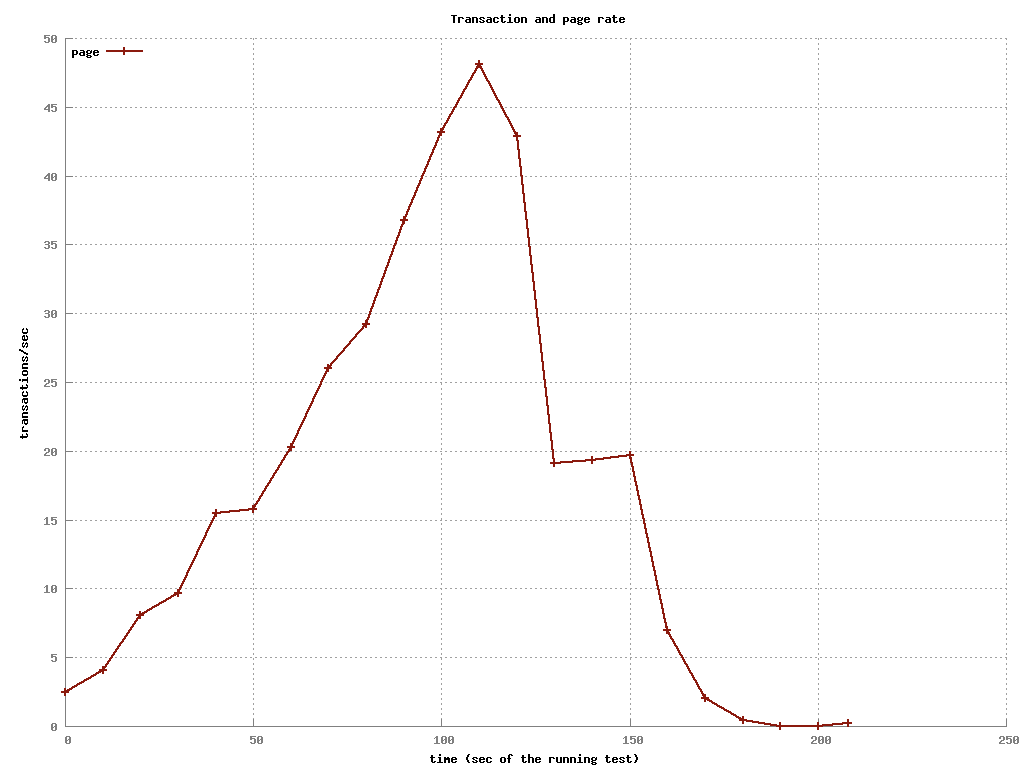 Transaction and page rate
page
50
45
40
35
30
25
20
15
10
5
0
transactions/sec
0 50 100 150 200 250
time (sec of the running test)